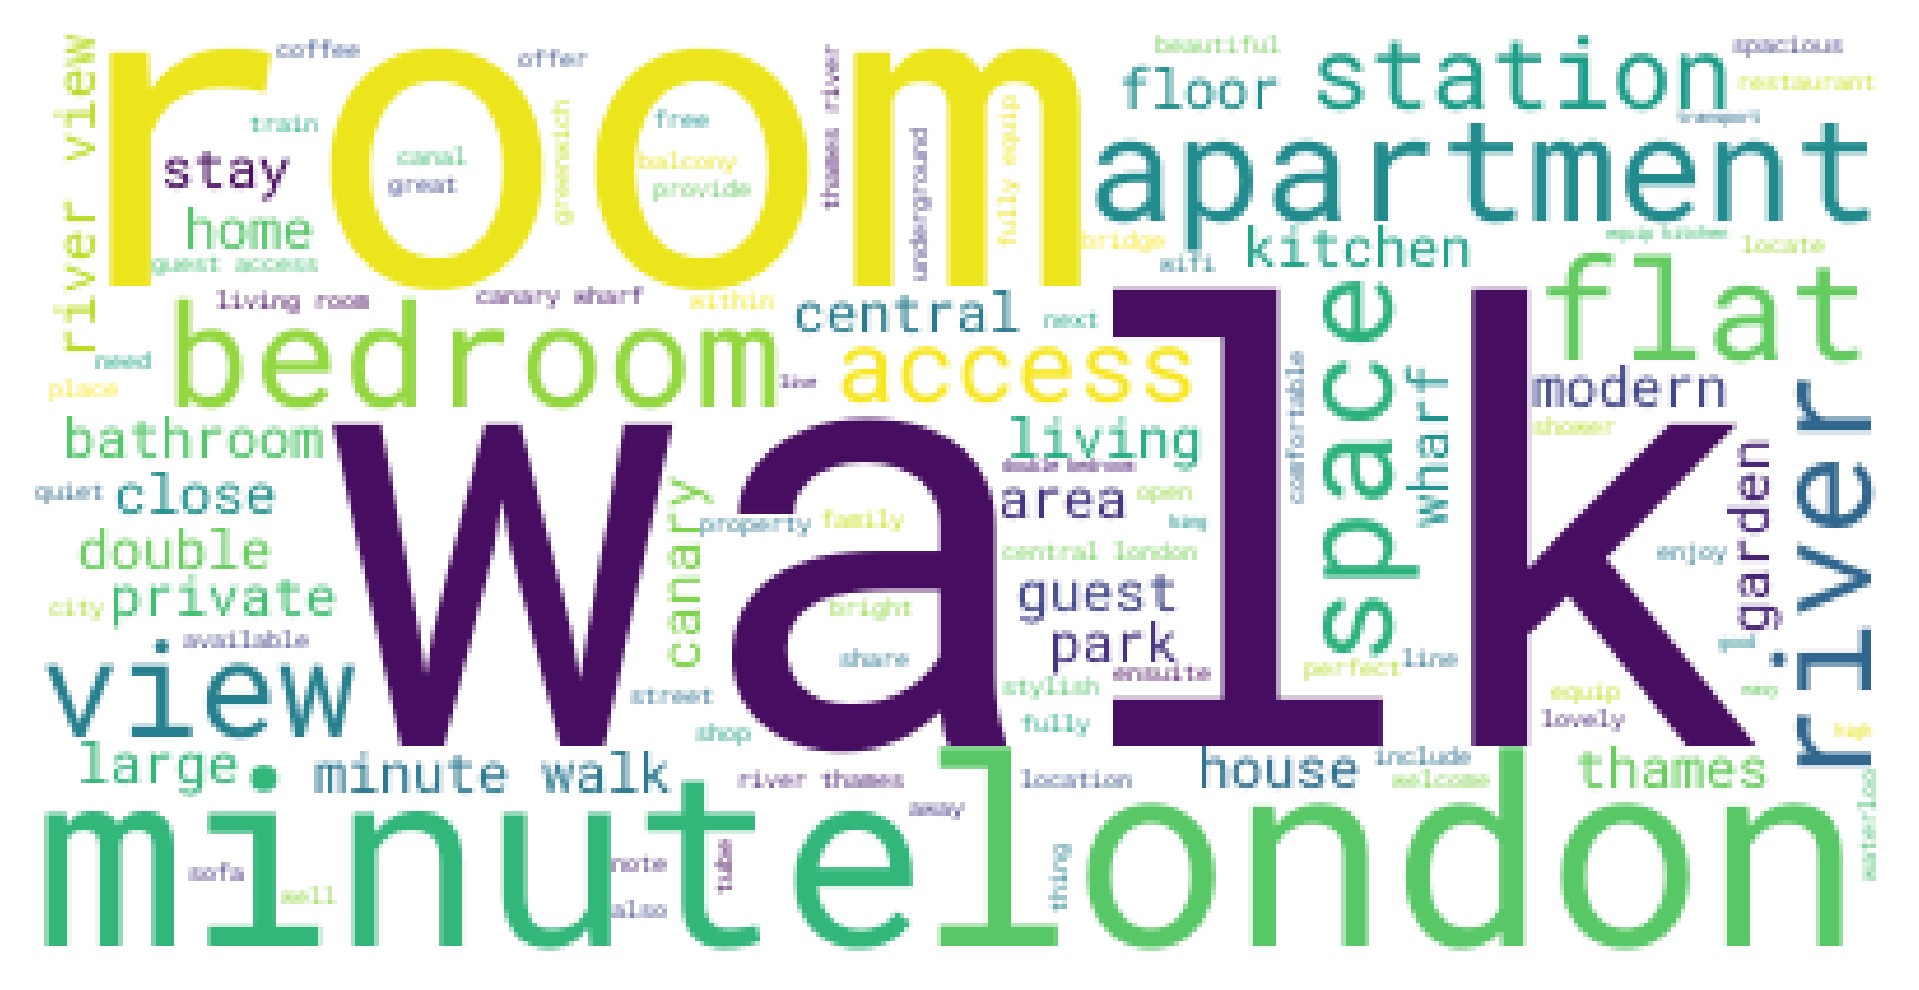 room
walk
minute
london
apartment
bedroom
station
flat
river
space
view
access
kitchen
floor
central
living
wharf
modern
garden
thames
house
guest
park
area
canary
bathroom
close
double
private
large
minute walk
home
stay
river view
coffee
offer
train
canal
great
greenwich
free
balcony
provide
thames river
underground
fully equip
beautiful
spacious
restaurant
transport
bridge
wifi
equip kitchen
locate
guest access
living room
canary wharf
within
next
need
place
line
comfortable
shower
quiet
double bedroom
open
property
family
central london
enjoy
city
available
bright
share
ensuite
perfect
line
stylish
street
shop
fully
equip
lovely
high
river thames
location
include
welcome
waterloo
away
sofa
well
note
also
tube
thing